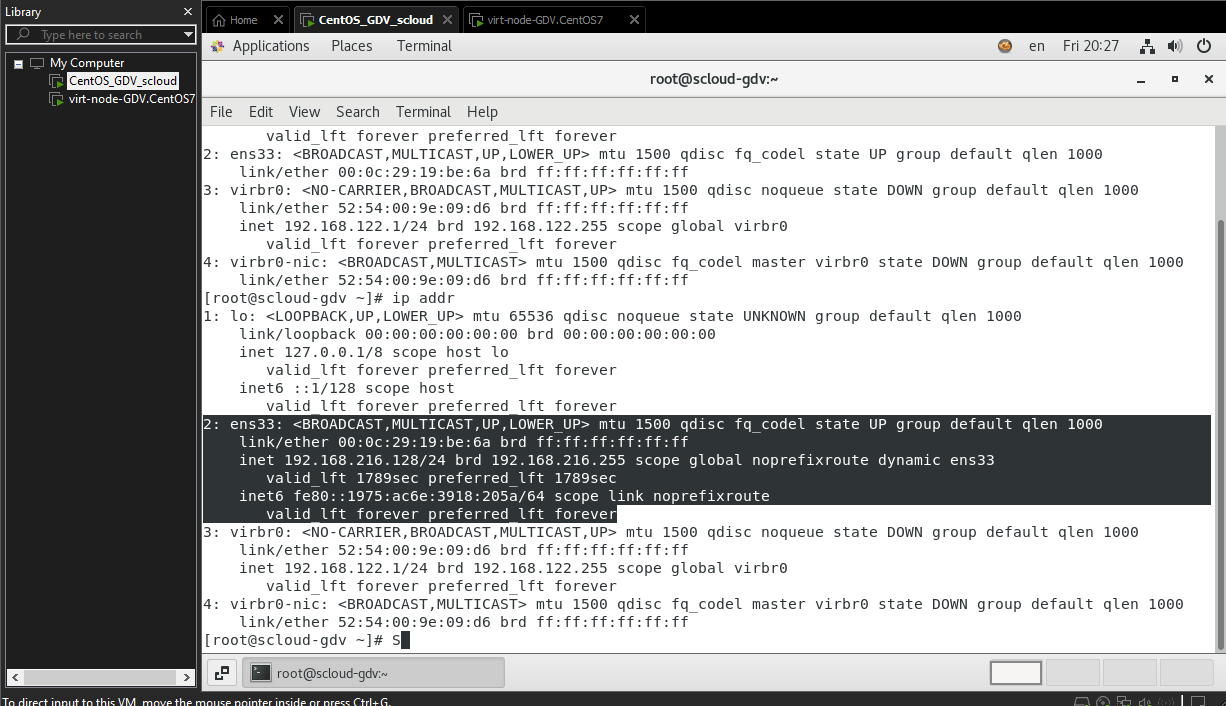 Library
Type here to search
My Computer
CentOS_GDV_scloud
virt-node-GDV.CentOS7
Home
CentOS_GDV_scloud
virt-node-GDV.CentOS7
Applications Places Terminal en Fri 20:27
root@scloud-gdv:~
File Edit View Search Terminal Help
valid_lft forever preferred_lft forever
2: ens33: <BROADCAST,MULTICAST,UP,LOWER_UP> mtu 1500 qdisc fq_codel state UP group default qlen 1000
link/ether 00:0c:29:19:be:6a brd ff:ff:ff:ff:ff:ff
3: virbr0: <NO-CARRIER,BROADCAST,MULTICAST,UP> mtu 1500 qdisc noqueue state DOWN group default qlen 1000
link/ether 52:54:00:9e:09:d6 brd ff:ff:ff:ff:ff:ff
inet 192.168.122.1/24 brd 192.168.122.255 scope global virbr0
valid_lft forever preferred_lft forever
4: virbr0-nic: <BROADCAST,MULTICAST> mtu 1500 qdisc fq_codel master virbr0 state DOWN group default qlen 1000
link/ether 52:54:00:9e:09:d6 brd ff:ff:ff:ff:ff:ff
[root@scloud-gdv ~]# ip addr
1: lo: <LOOPBACK,UP,LOWER_UP> mtu 65536 qdisc noqueue state UNKNOWN group default qlen 1000
link/loopback 00:00:00:00:00:00 brd 00:00:00:00:00:00
inet 127.0.0.1/8 scope host lo
valid_lft forever preferred_lft forever
inet6 ::1/128 scope host
valid_lft forever preferred_lft forever
2: ens33: <BROADCAST,MULTICAST,UP,LOWER_UP> mtu 1500 qdisc fq_codel state UP group default qlen 1000
link/ether 00:0c:29:19:be:6a brd ff:ff:ff:ff:ff:ff
inet 192.168.216.128/24 brd 192.168.216.255 scope global noprefixroute dynamic ens33
valid_lft 1789sec preferred_lft 1789sec
inet6 fe80::1975:ac6e:3918:205a/64 scope link noprefixroute
valid_lft forever preferred_lft forever
3: virbr0: <NO-CARRIER,BROADCAST,MULTICAST,UP> mtu 1500 qdisc noqueue state DOWN group default qlen 1000
link/ether 52:54:00:9e:09:d6 brd ff:ff:ff:ff:ff:ff
inet 192.168.122.1/24 brd 192.168.122.255 scope global virbr0
valid_lft forever preferred_lft forever
4: virbr0-nic: <BROADCAST,MULTICAST> mtu 1500 qdisc fq_codel master virbr0 state DOWN group default qlen 1000
link/ether 52:54:00:9e:09:d6 brd ff:ff:ff:ff:ff:ff
[root@scloud-gdv ~]# S
root@scloud-gdv:~
To direct input to this VM, move the mouse pointer inside or press Ctrl+G.